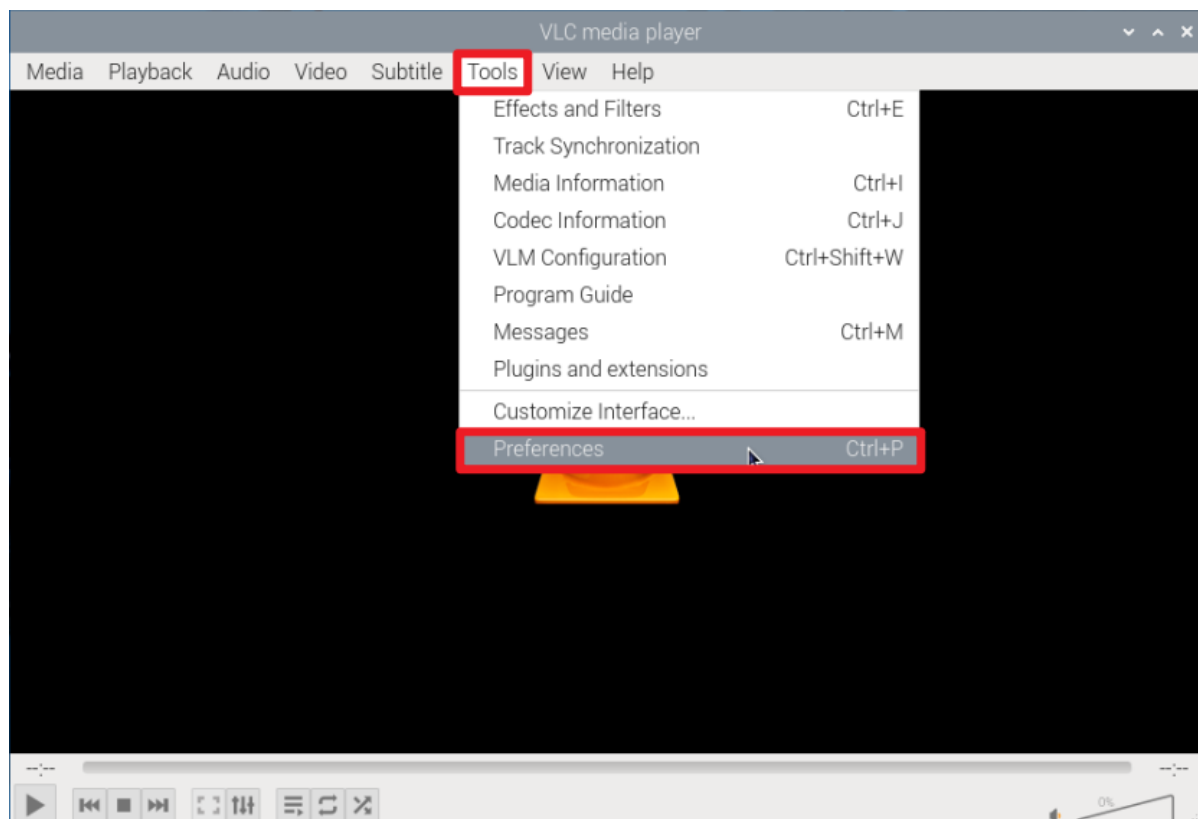 VLC media player
Media Playback Audio Video Subtitle Tools View Help
Effects and Filters Ctrl+E
Track Synchronization
Media Information Ctrl+I
Codec Information Ctrl+J
VLM Configuration Ctrl+Shift+W
Program Guide
Messages Ctrl+M
Plugins and extensions
Customize Interface...
Preferences Ctrl+P
--:-- --:--
0%